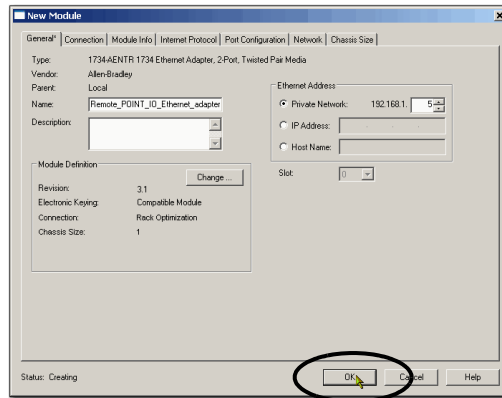 New Module
General* Connection Module Info Internet Protocol Port Configuration Network Chassis Size
Type: 1734-AENTR 1734 Ethernet Adapter, 2-Port, Twisted Pair Media
Vendor: Allen-Bradley
Parent: Local
Name: Remote_POINT_IO_Ethernet_adapter
Description:
Ethernet Address
Private Network: 192.168.1. 5
IP Address:
Host Name:
Slot: 0
Module Definition
Change ...
Revision: 3.1
Electronic Keying: Compatible Module
Connection: Rack Optimization
Chassis Size: 1
Status: Creating
OK
Cancel
Help